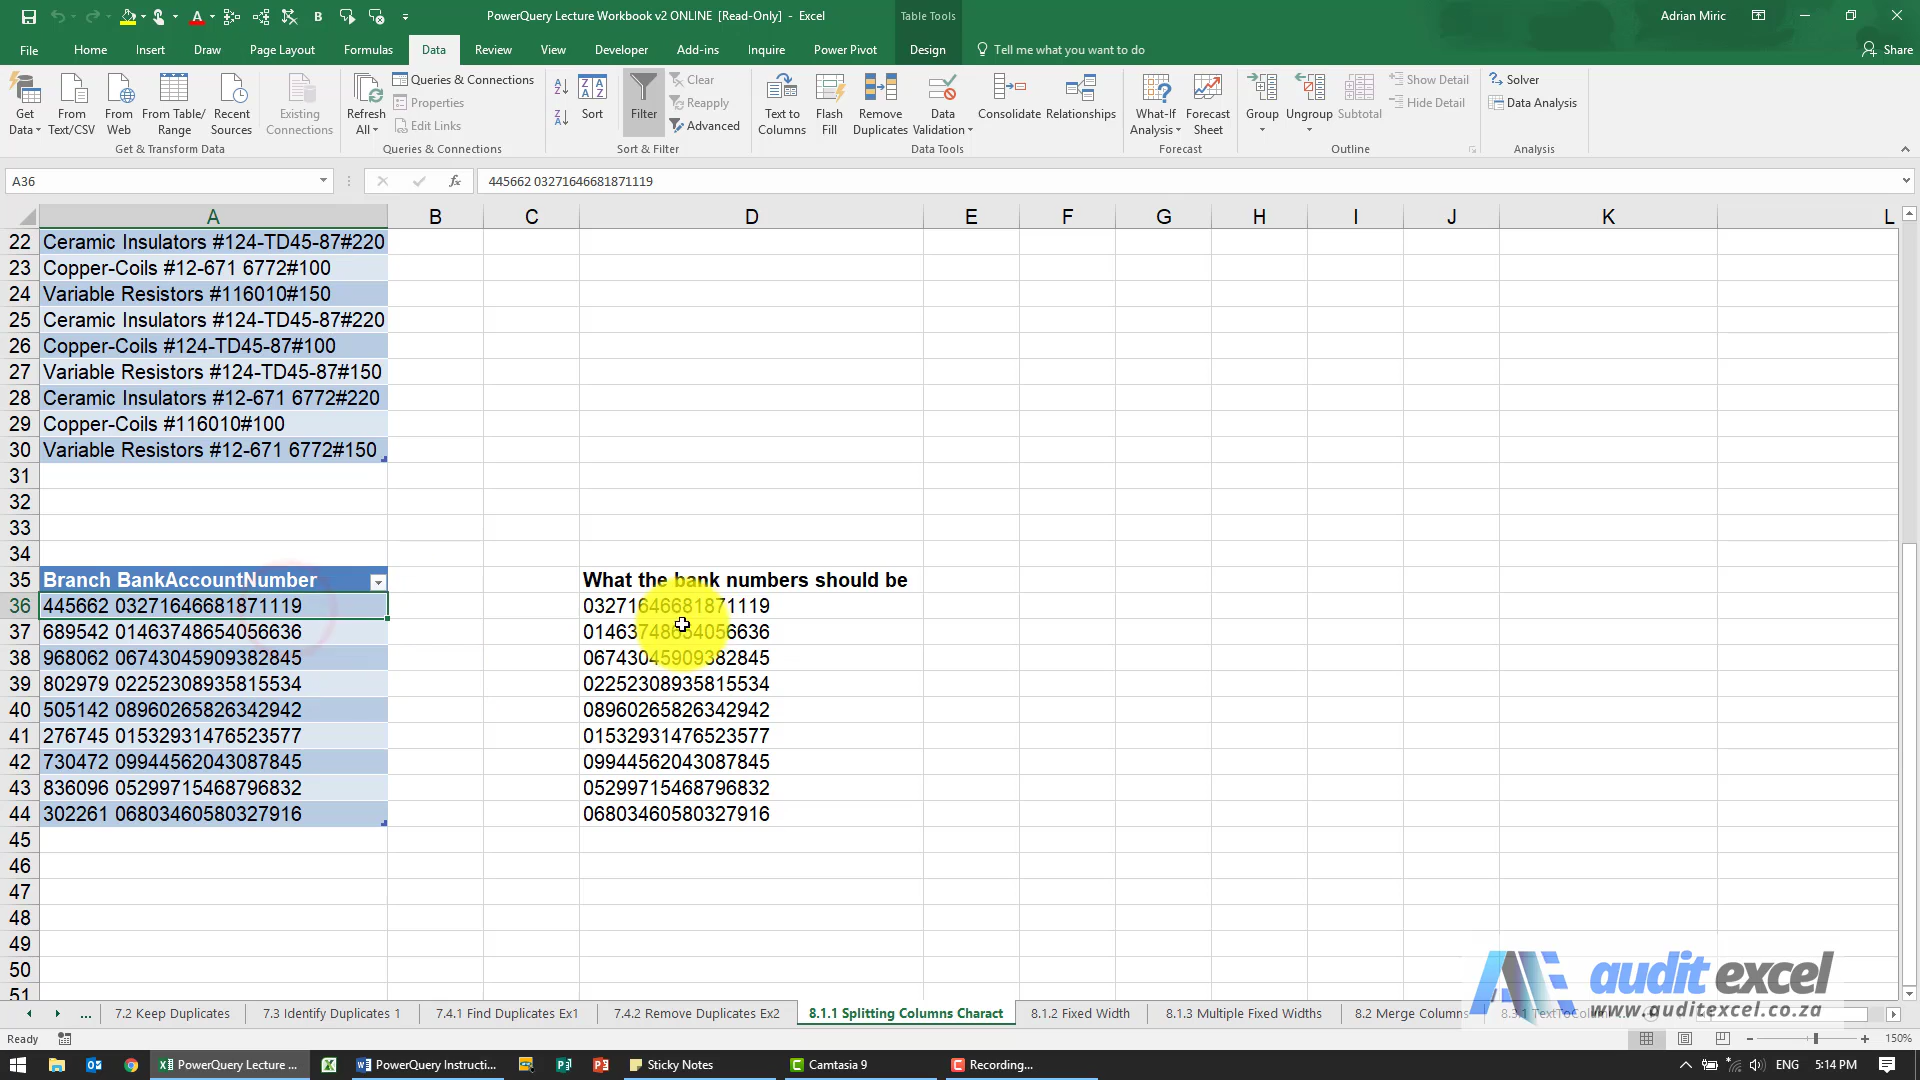 PowerQuery Lecture Workbook v2 ONLINE [Read-Only] - Excel
Table Tools
Adrian Miric
File Home Insert Draw Page Layout Formulas Data Review View Developer Add-ins Inquire Power Pivot Design Tell me what you want to do Share
Get Data
From Text/CSV
From Web
From Table/ Range
Recent Sources
Existing Connections
Get & Transform Data
Refresh All
Queries & Connections
Properties
Edit Links
Queries & Connections
Sort
Filter
Clear
Reapply
Advanced
Sort & Filter
Text to Columns
Flash Fill
Remove Duplicates
Data Validation
Consolidate
Relationships
Data Tools
What-If Analysis
Forecast Sheet
Forecast
Group
Ungroup
Subtotal
Show Detail
Hide Detail
Outline
Solver
Data Analysis
Analysis
A36
fx
445662 03271646681871119
A B C D E F G H I J K L
22 Ceramic Insulators #124-TD45-87#220
23 Copper-Coils #12-671 6772#100
24 Variable Resistors #116010#150
25 Ceramic Insulators #124-TD45-87#220
26 Copper-Coils #124-TD45-87#100
27 Variable Resistors #124-TD45-87#150
28 Ceramic Insulators #12-671 6772#220
29 Copper-Coils #116010#100
30 Variable Resistors #12-671 6772#150
31
32
33
34
35 Branch BankAccountNumber What the bank numbers should be
36 445662 03271646681871119 03271646681871119
37 689542 01463748654056636 01463748654056636
38 968062 06743045909382845 06743045909382845
39 802979 02252308935815534 02252308935815534
40 505142 08960265826342942 08960265826342942
41 276745 01532931476523577 01532931476523577
42 730472 09944562043087845 09944562043087845
43 836096 05299715468796832 05299715468796832
44 302261 06803460580327916 06803460580327916
45
46
47
48
49
50
51
audit excel
www.auditexcel.co.za
... 7.2 Keep Duplicates 7.3 Identify Duplicates 1 7.4.1 Find Duplicates Ex1 7.4.2 Remove Duplicates Ex2 8.1.1 Splitting Columns Charact 8.1.2 Fixed Width 8.1.3 Multiple Fixed Widths 8.2 Merge Columns
Ready
150%
PowerQuery Lecture ...
PowerQuery Instructi...
Sticky Notes
Camtasia 9
Recording...
ENG
5:14 PM